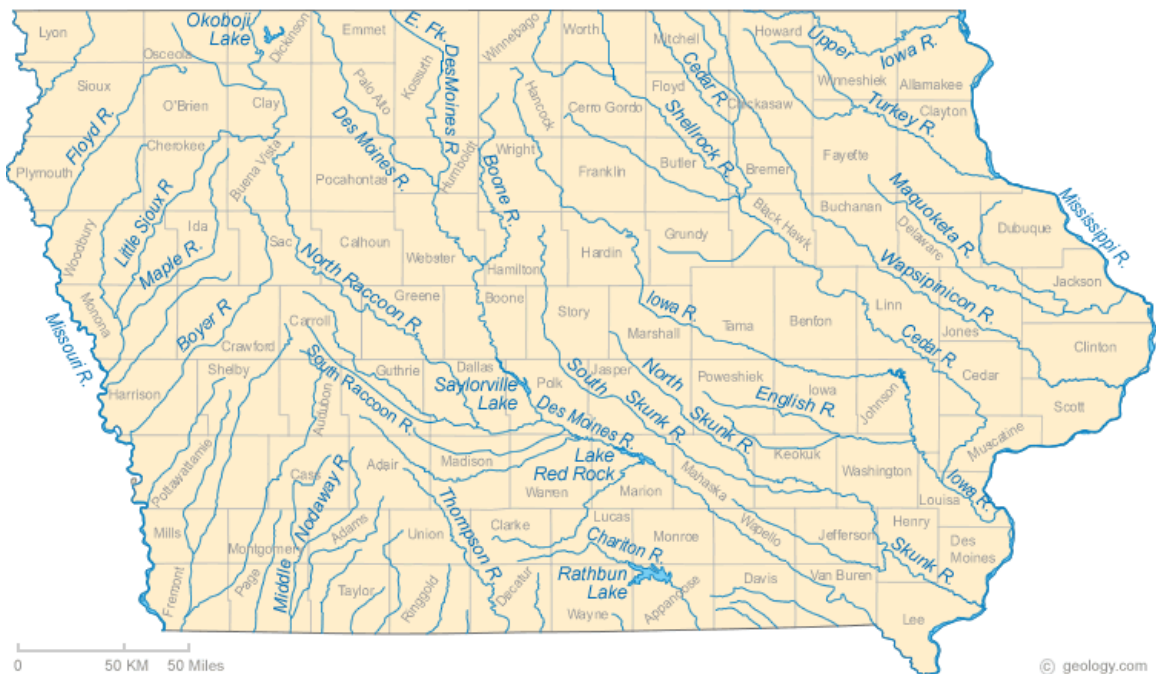 Lyon
Osceola
Okoboji
Lake
Dickinson
Emmet
E. Fk. DesMoines R
Kossuth
Winnebago
Worth
Mitchell
Howard
Upper
Iowa R.
Winneshiek
Allamakee
Sioux
O'Brien
Clay
Palo Alto
Hancock
Cerro Gordo
Floyd
Cedar R
Chickasaw
Turkey R.
Clayton
Floyd R.
Plymouth
Cherokee
Buena Vista
Pocahontas
Des Moines R.
Humboldt
Boone R.
Wright
Franklin
Butler
Shellrock R.
Bremer
Fayette
Woodbury
Little Sioux R
Ida
Maple R.
Sac
Calhoun
Webster
Hamilton
Hardin
Grundy
Black Hawk
Buchanan
Maquoketa R.
Delaware
Dubuque
Mississippi R.
Monona
Missouri R.
Boyer R
Crawford
Carroll
North Raccoon R.
Greene
Boone
Story
Iowa R.
Marshall
Tama
Benton
Linn
Wapsipinicon R.
Jones
Jackson
Clinton
Harrison
Shelby
Audubon
South Raccoon R.
Guthrie
Dallas
Saylorville
Lake
Polk
Jasper
South
Skunk R.
North
Skunk R.
Poweshiek
Iowa
English R.
Johnson
Cedar R.
Cedar
Scott
Muscatine
Pottawattamie
Cass
Adair
Madison
Des Moines R.
Lake
Red Rock
Warren
Marion
Mahaska
Keokuk
Washington
Louisa
Iowa R.
Mills
Montgomery
Middle
Nodaway R
Adams
Union
Thompson R.
Clarke
Lucas
Chariton R.
Monroe
Wapello
Jefferson
Henry
Des
Moines
Skunk R.
Fremont
Page
Taylor
Ringgold
Decatur
Wayne
Rathbun
Lake
Appanoose
Davis
Van Buren
Lee
0 50 KM 50 Miles
© geology.com